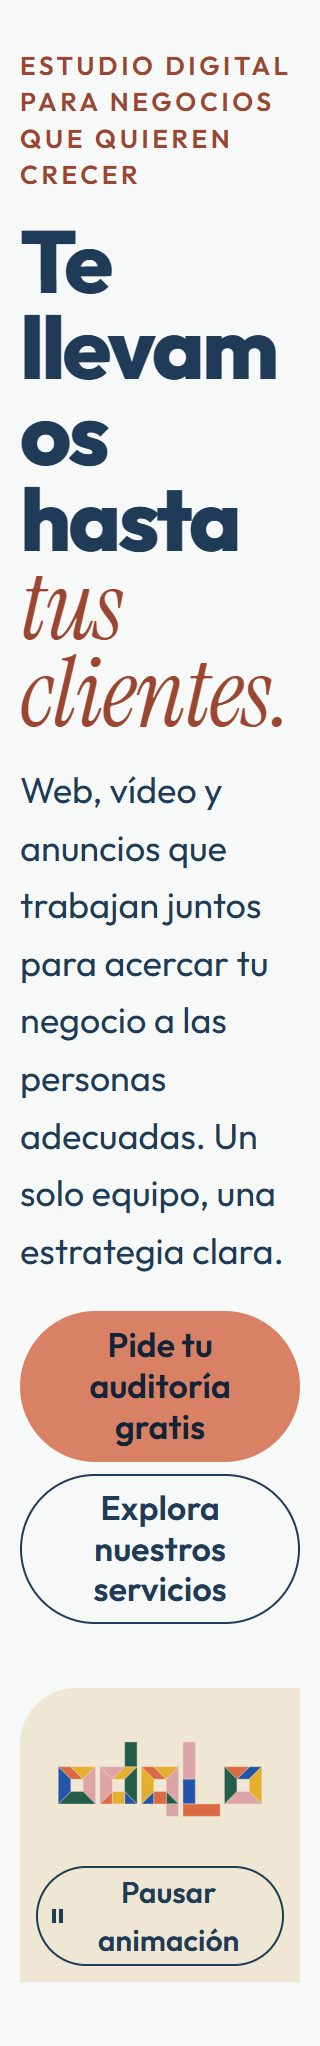 ESTUDIO DIGITAL
PARA NEGOCIOS
QUE QUIEREN
CRECER
Te
llevam
os
hasta
tus
clientes.
Web, vídeo y
anuncios que
trabajan juntos
para acercar tu
negocio a las
personas
adecuadas. Un
solo equipo, una
estrategia clara.
Pide tu
auditoría
gratis
Explora
nuestros
servicios
odaLo
Pausar
animación